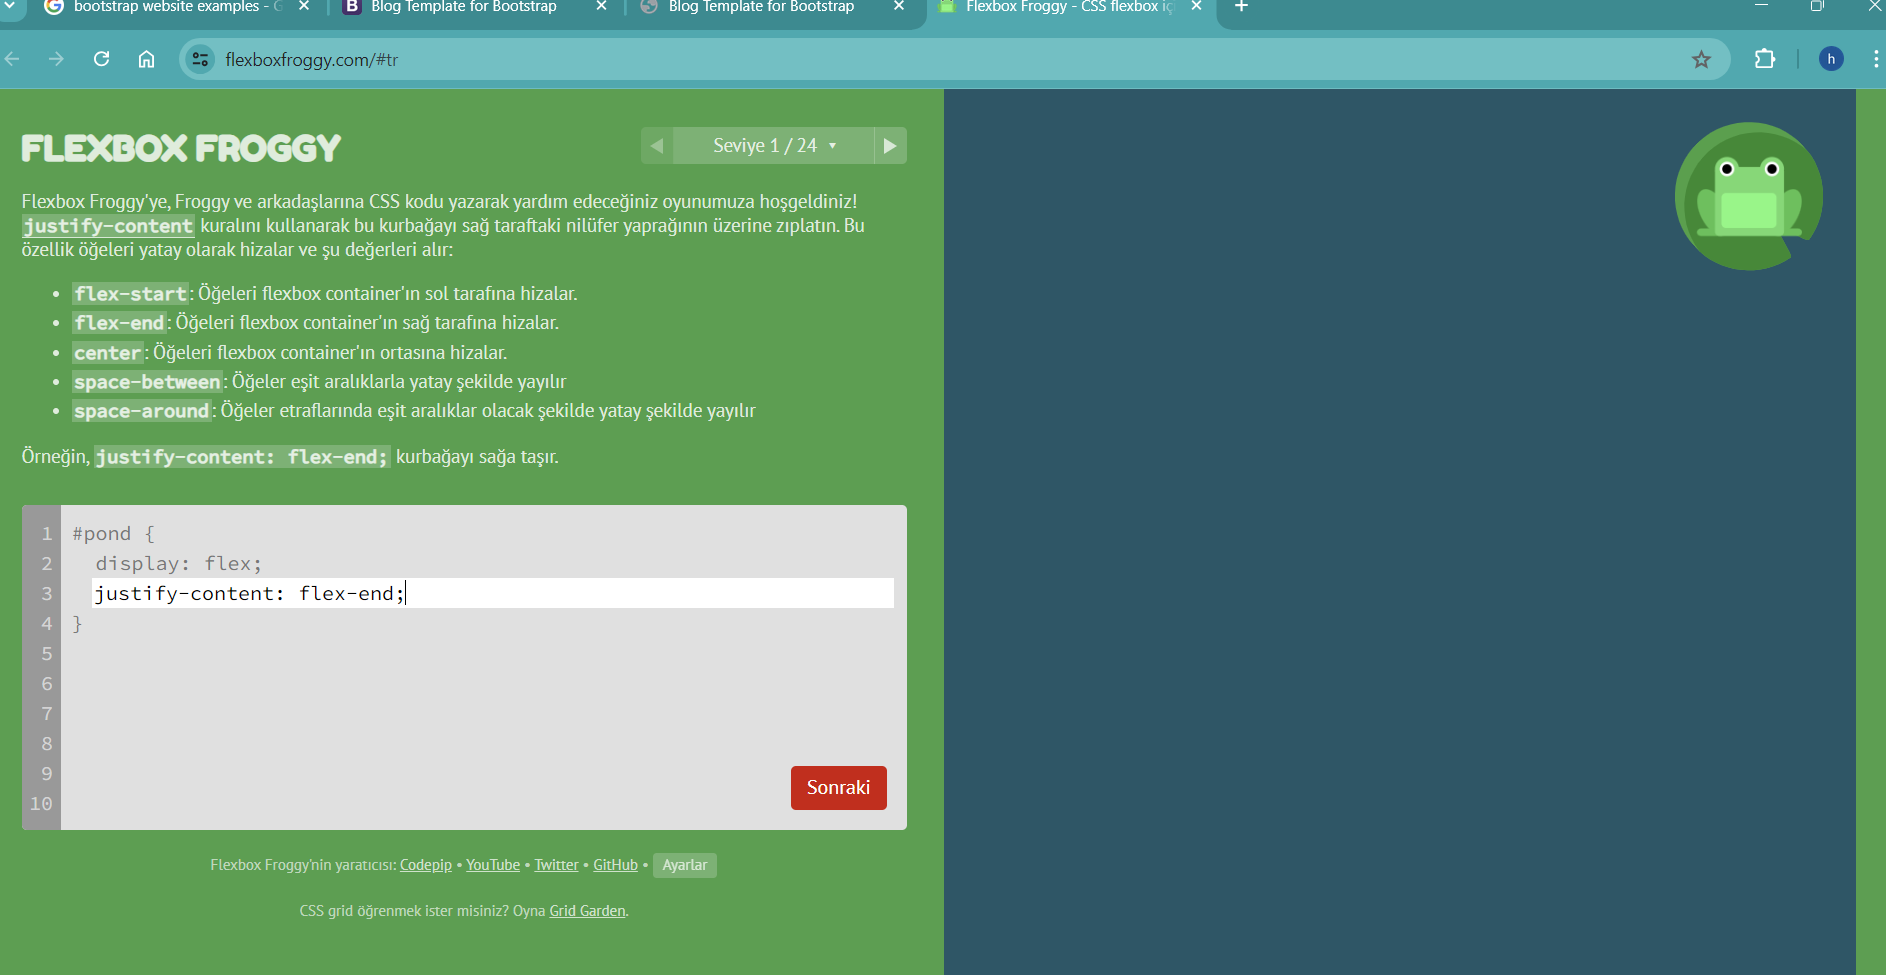 bootstrap website examples - G
Blog Template for Bootstrap
Blog Template for Bootstrap
Flexbox Froggy - CSS flexbox iç
flexboxfroggy.com/#tr
h
FLEXBOX FROGGY
Seviye 1 / 24
Flexbox Froggy'ye, Froggy ve arkadaşlarına CSS kodu yazarak yardım edeceğiniz oyunumuza hoşgeldiniz!
justify-content kuralını kullanarak bu kurbağayı sağ taraftaki nilüfer yaprağının üzerine zıplatın. Bu
özellik öğeleri yatay olarak hizalar ve şu değerleri alır:
• flex-start: Öğeleri flexbox container'ın sol tarafına hizalar.
• flex-end: Öğeleri flexbox container'ın sağ tarafına hizalar.
• center: Öğeleri flexbox container'ın ortasına hizalar.
• space-between: Öğeler eşit aralıklarla yatay şekilde yayılır
• space-around: Öğeler etraflarında eşit aralıklar olacak şekilde yatay şekilde yayılır
Örneğin, justify-content: flex-end; kurbağayı sağa taşır.
1 #pond {
2 display: flex;
3 justify-content: flex-end;
4 }
5
6
7
8
9
10
Sonraki
Flexbox Froggy'nin yaratıcısı: Codepip • YouTube • Twitter • GitHub • Ayarlar
CSS grid öğrenmek ister misiniz? Oyna Grid Garden.